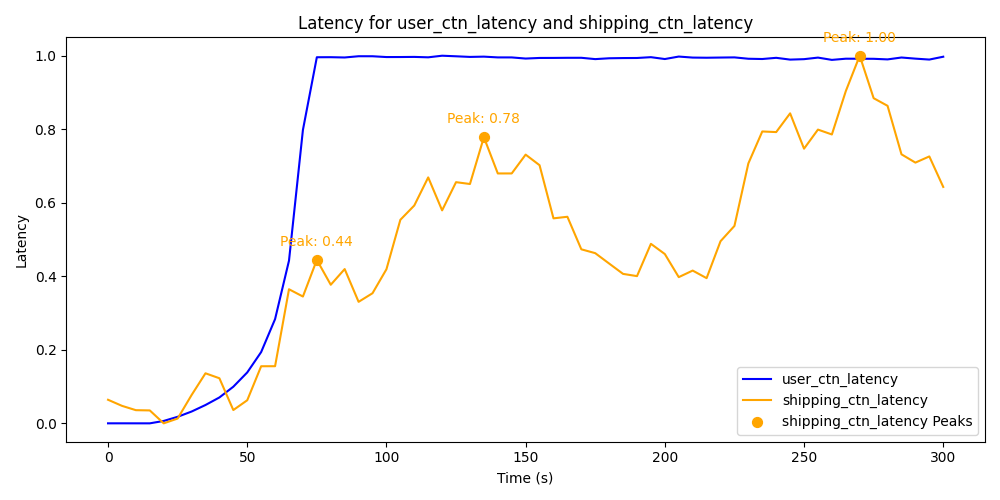 Latency for user_ctn_latency and shipping_ctn_latency
Peak: 1.00
Peak: 0.78
Peak: 0.44
Latency
1.0
0.8
0.6
0.4
0.2
0.0
user_ctn_latency
shipping_ctn_latency
shipping_ctn_latency Peaks
0 50 100 150 200 250 300
Time (s)